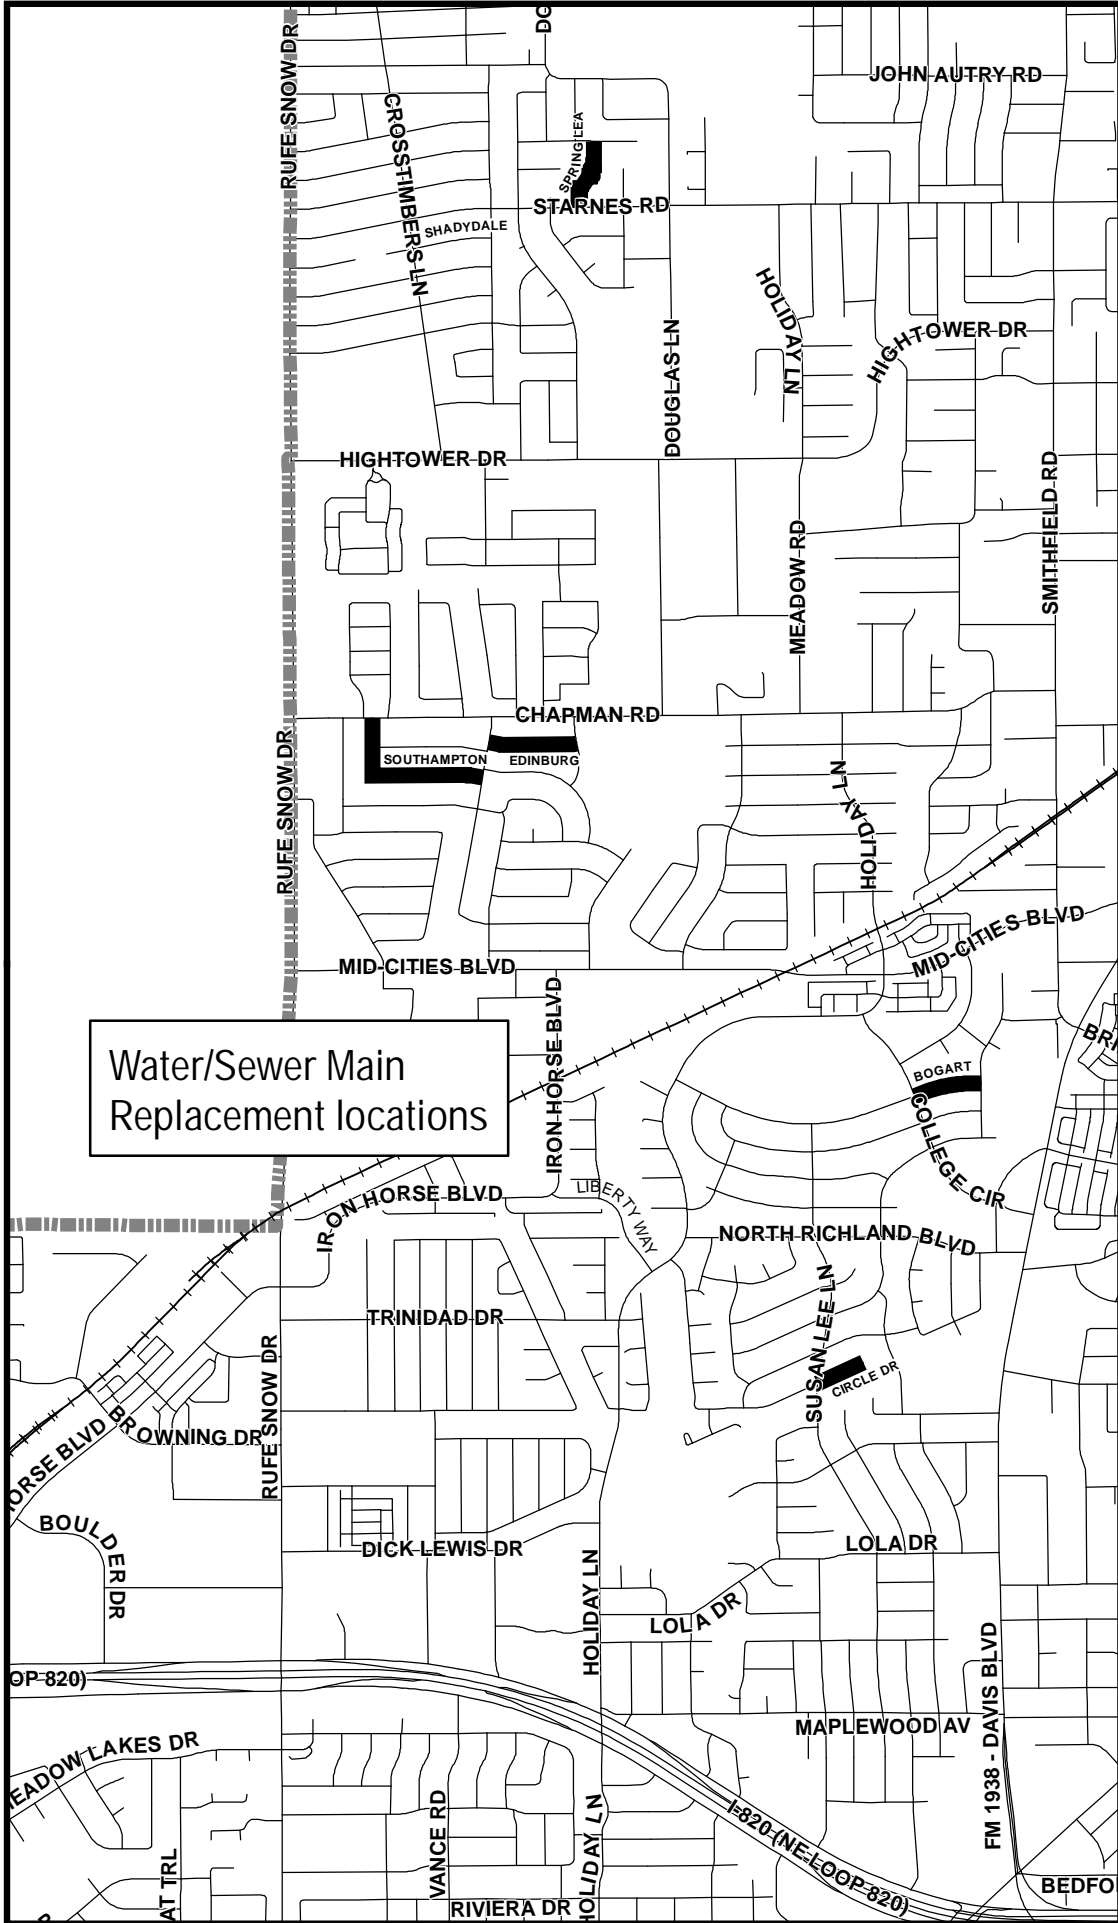 DO
RUFE SNOW DR
JOHN AUTRY RD
CROSSTIMBERS LN
SPRING LEA
STARNES RD
SHADYDALE
HOLIDAY LN
HIGHTOWER DR
DOUGLAS LN
HIGHTOWER DR
SMITHFIELD RD
MEADOW RD
CHAPMAN RD
RUFE SNOW DR
SOUTHAMPTON
EDINBURG
HOLIDAY LN
MID-CITIES BLVD
MID-CITIES BLVD
IRON HORSE BLVD
Water/Sewer Main
Replacement locations
BRI
BOGART
COLLEGE CIR
IRON HORSE BLVD
LIBERTY WAY
NORTH RICHLAND BLVD
TRINIDAD DR
SUSAN LEE LN
RUFE SNOW DR
CIRCLE DR
BROWNING DR
ORSE BLVD
BOULDER DR
DICK LEWIS DR
LOLA DR
HOLIDAY LN
LOLA DR
OP 820)
FM 1938 - DAVIS BLVD
MAPLEWOOD AV
EADOW LAKES DR
I-820 (NE LOOP 820)
VANCE RD
HOLIDAY LN
AT TRL
BEDFO
RIVIERA DR